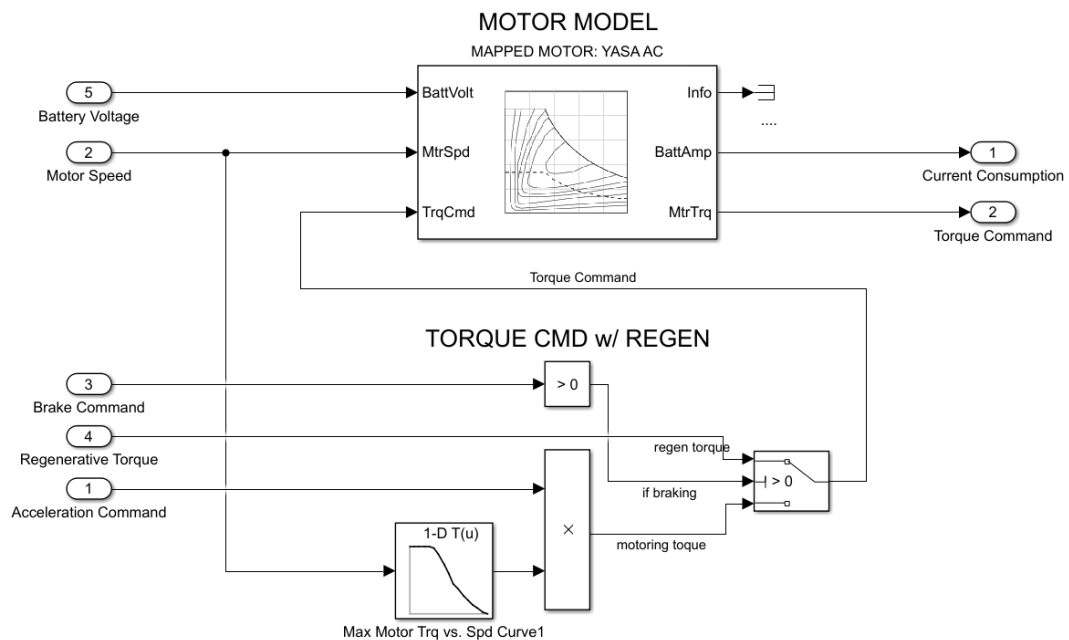 MOTOR MODEL
MAPPED MOTOR: YASA AC
5
Battery Voltage
BattVolt
Info
....
2
Motor Speed
MtrSpd
BattAmp
1
Current Consumption
TrqCmd
MtrTrq
2
Torque Command
Torque Command
TORQUE CMD w/ REGEN
3
Brake Command
> 0
4
Regenerative Torque
regen torque
1
Acceleration Command
if braking
> 0
×
motoring toque
1-D T(u)
Max Motor Trq vs. Spd Curve1